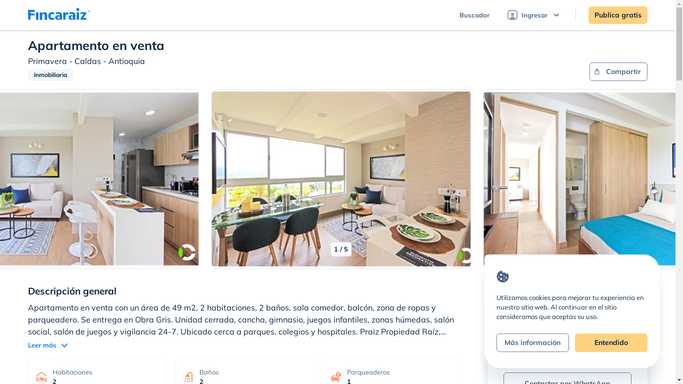 Fincaraiz
Buscador
Ingresar
Publica gratis
Apartamento en venta
Primavera - Caldas - Antioquia
Inmobiliaria
Compartir
1 / 5
Descripción general
Apartamento en venta con un área de 49 m2, 2 habitaciones, 2 baños, sala comedor, balcón, zona de ropas y
parqueadero. Se entrega en Obra Gris. Unidad cerrada, cancha, gimnasio, juegos infantiles, zonas húmedas, salón
social, salón de juegos y vigilancia 24-7. Ubicado cerca a parques, colegios y hospitales. Praiz Propiedad Raíz,...
Leer más
Habitaciones
2
Baños
2
Parqueaderos
1
Utilizamos cookies para mejorar tu experiencia en
nuestro sitio web. Al continuar en el sitio
consideramos que aceptas su uso.
Más información
Entendido
Contactar por WhatsApp